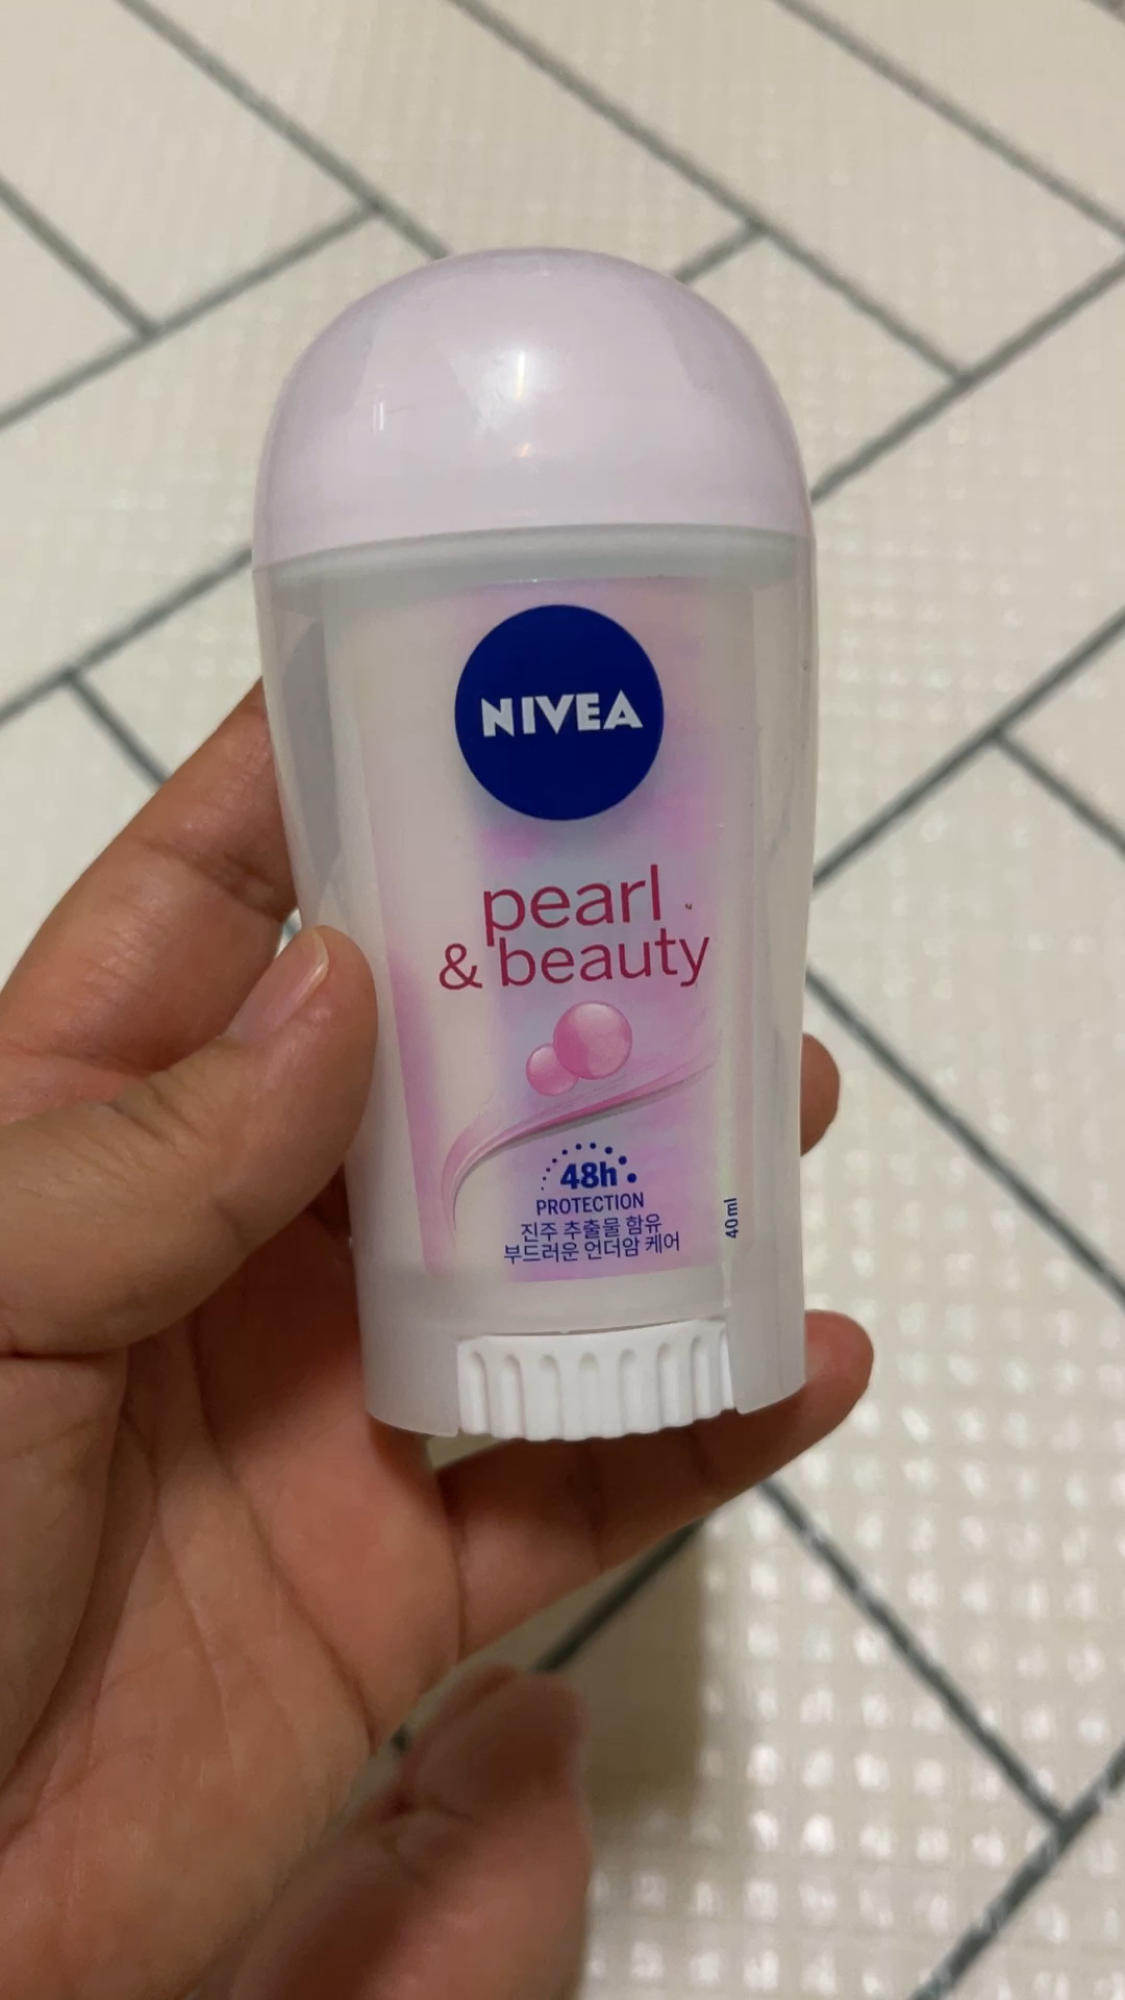 NIVEA
pearl
& beauty
48h
PROTECTION
진주 추출물 함유
부드러운 언더암 케어
40ml